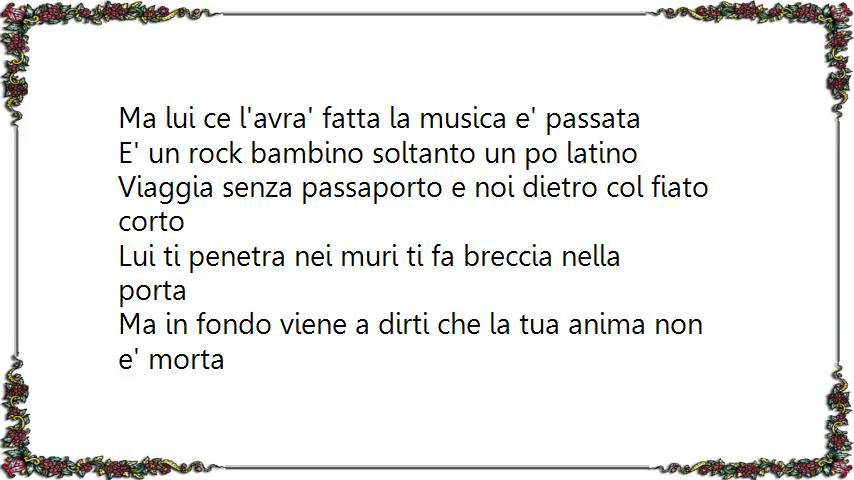 Ma lui ce l'avra' fatta la musica e' passata
E' un rock bambino soltanto un po latino
Viaggia senza passaporto e noi dietro col fiato
corto
Lui ti penetra nei muri ti fa breccia nella
porta
Ma in fondo viene a dirti che la tua anima non
e' morta